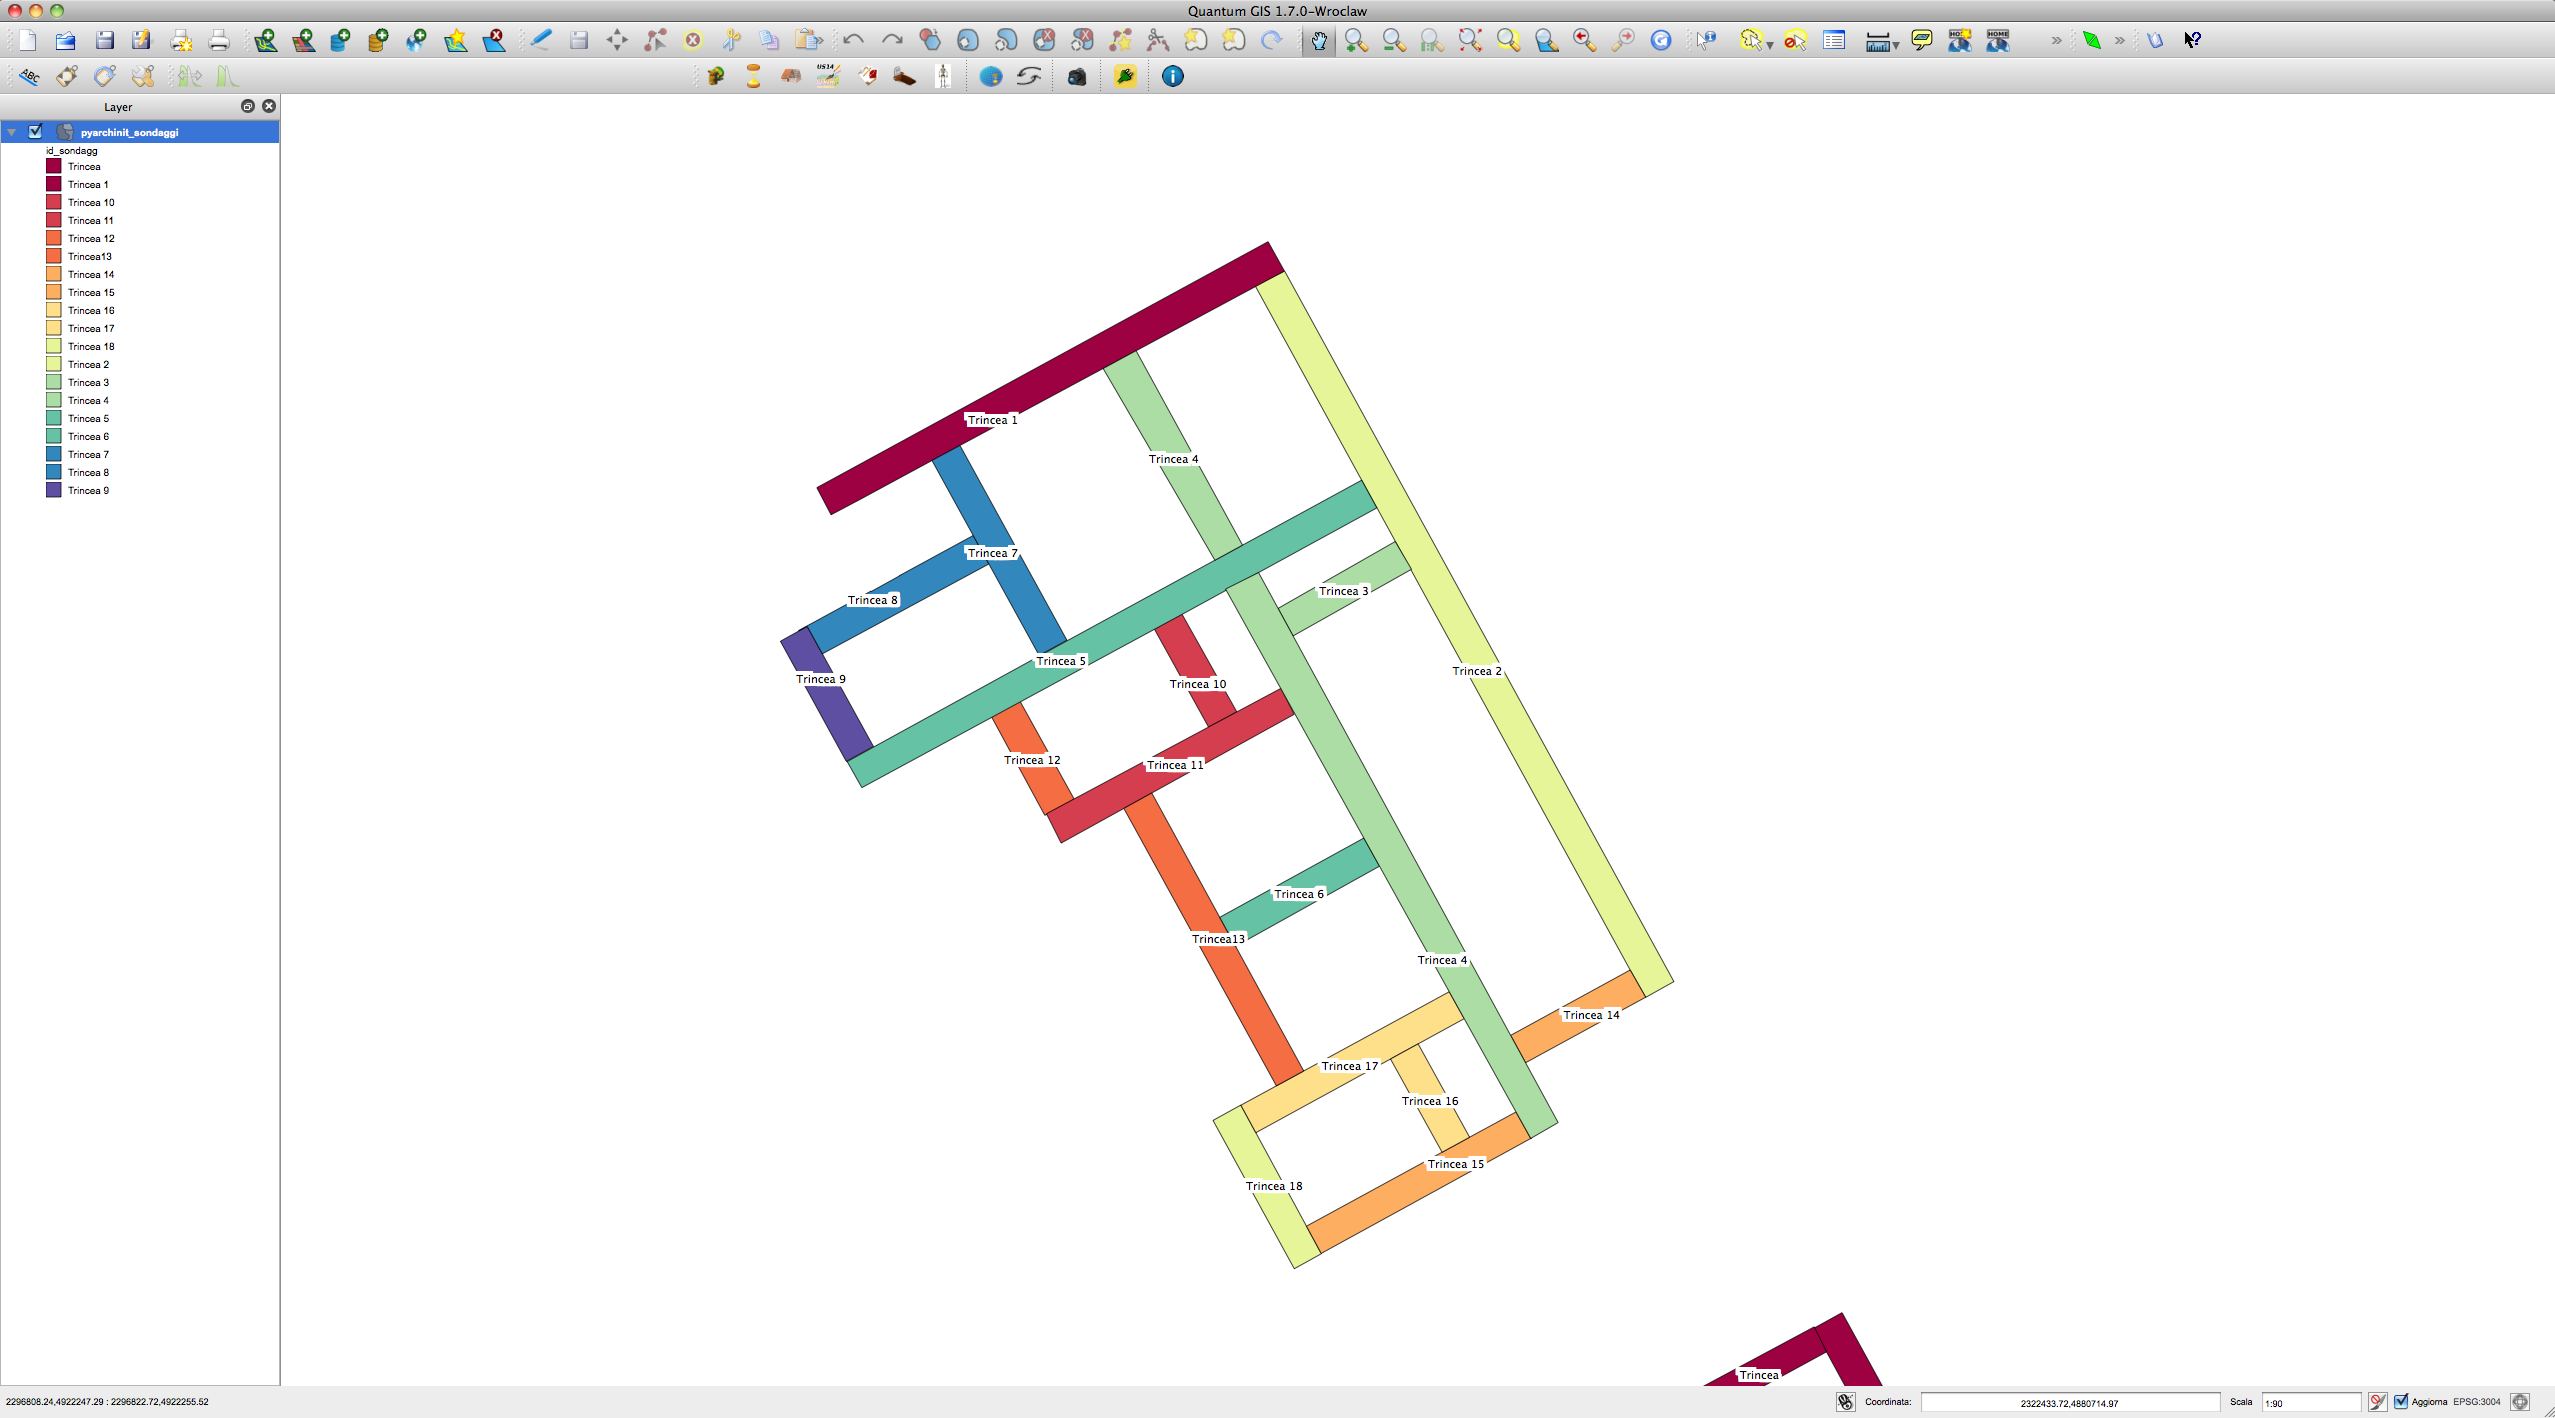 Quantum GIS 1.7.0-Wroclaw
ABC
US14
HOME
Layer
pyarchinit_sondaggi
id_sondagg
Trincea
Trincea 1
Trincea 10
Trincea 11
Trincea 12
Trincea13
Trincea 14
Trincea 15
Trincea 16
Trincea 17
Trincea 18
Trincea 2
Trincea 3
Trincea 4
Trincea 5
Trincea 6
Trincea 7
Trincea 8
Trincea 9
Trincea 1
Trincea 4
Trincea 7
Trincea 3
Trincea 8
Trincea 5
Trincea 2
Trincea 9
Trincea 10
Trincea 12
Trincea 11
Trincea 6
Trincea13
Trincea 4
Trincea 14
Trincea 17
Trincea 16
Trincea 15
Trincea 18
Trincea
2296808.24,4922247.29 : 2296822.72,4922255.52
Coordinata: 2322433.72,4880714.97 Scala 1:90 Aggiorna EPSG:3004